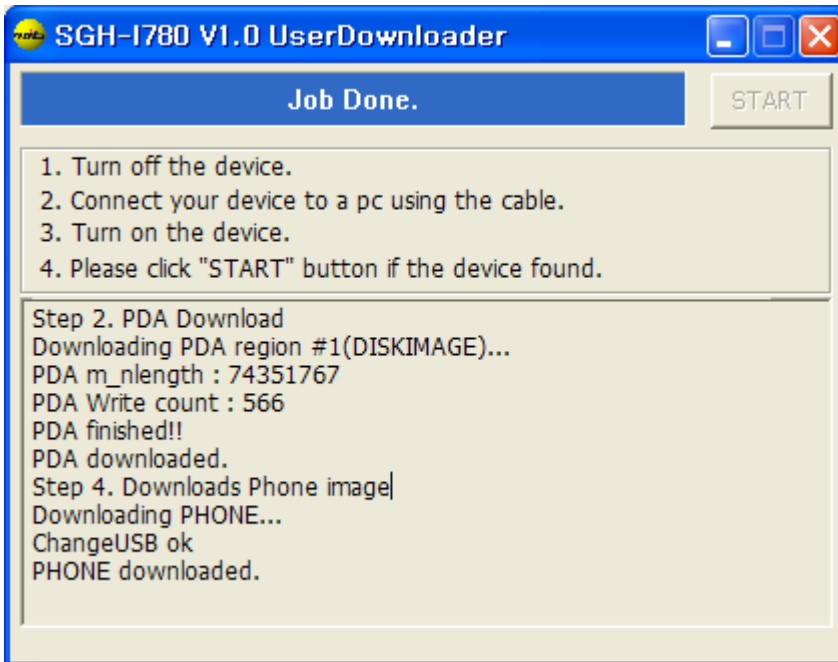 SGH-I780 V1.0 UserDownloader
Job Done.
START
1. Turn off the device.
2. Connect your device to a pc using the cable.
3. Turn on the device.
4. Please click "START" button if the device found.
Step 2. PDA Download
Downloading PDA region #1(DISKIMAGE)...
PDA m_nlength : 74351767
PDA Write count : 566
PDA finished!!
PDA downloaded.
Step 4. Downloads Phone image
Downloading PHONE...
ChangeUSB ok
PHONE downloaded.